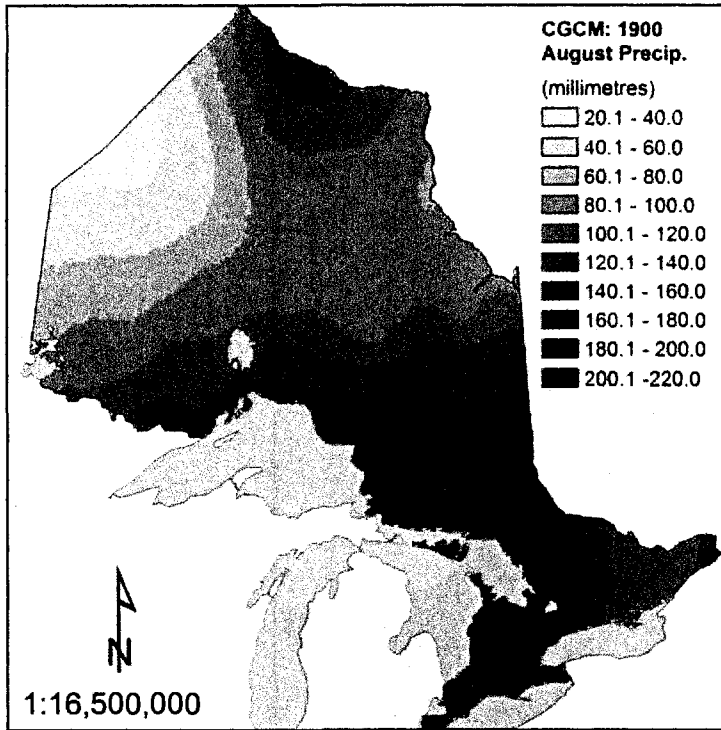 CGCM: 1900
August Precip.
(millimetres)
20.1 - 40.0
40.1 - 60.0
60.1 - 80.0
80.1 - 100.0
100.1 - 120.0
120.1 - 140.0
140.1 - 160.0
160.1 - 180.0
180.1 - 200.0
200.1 -220.0
N
1:16,500,000